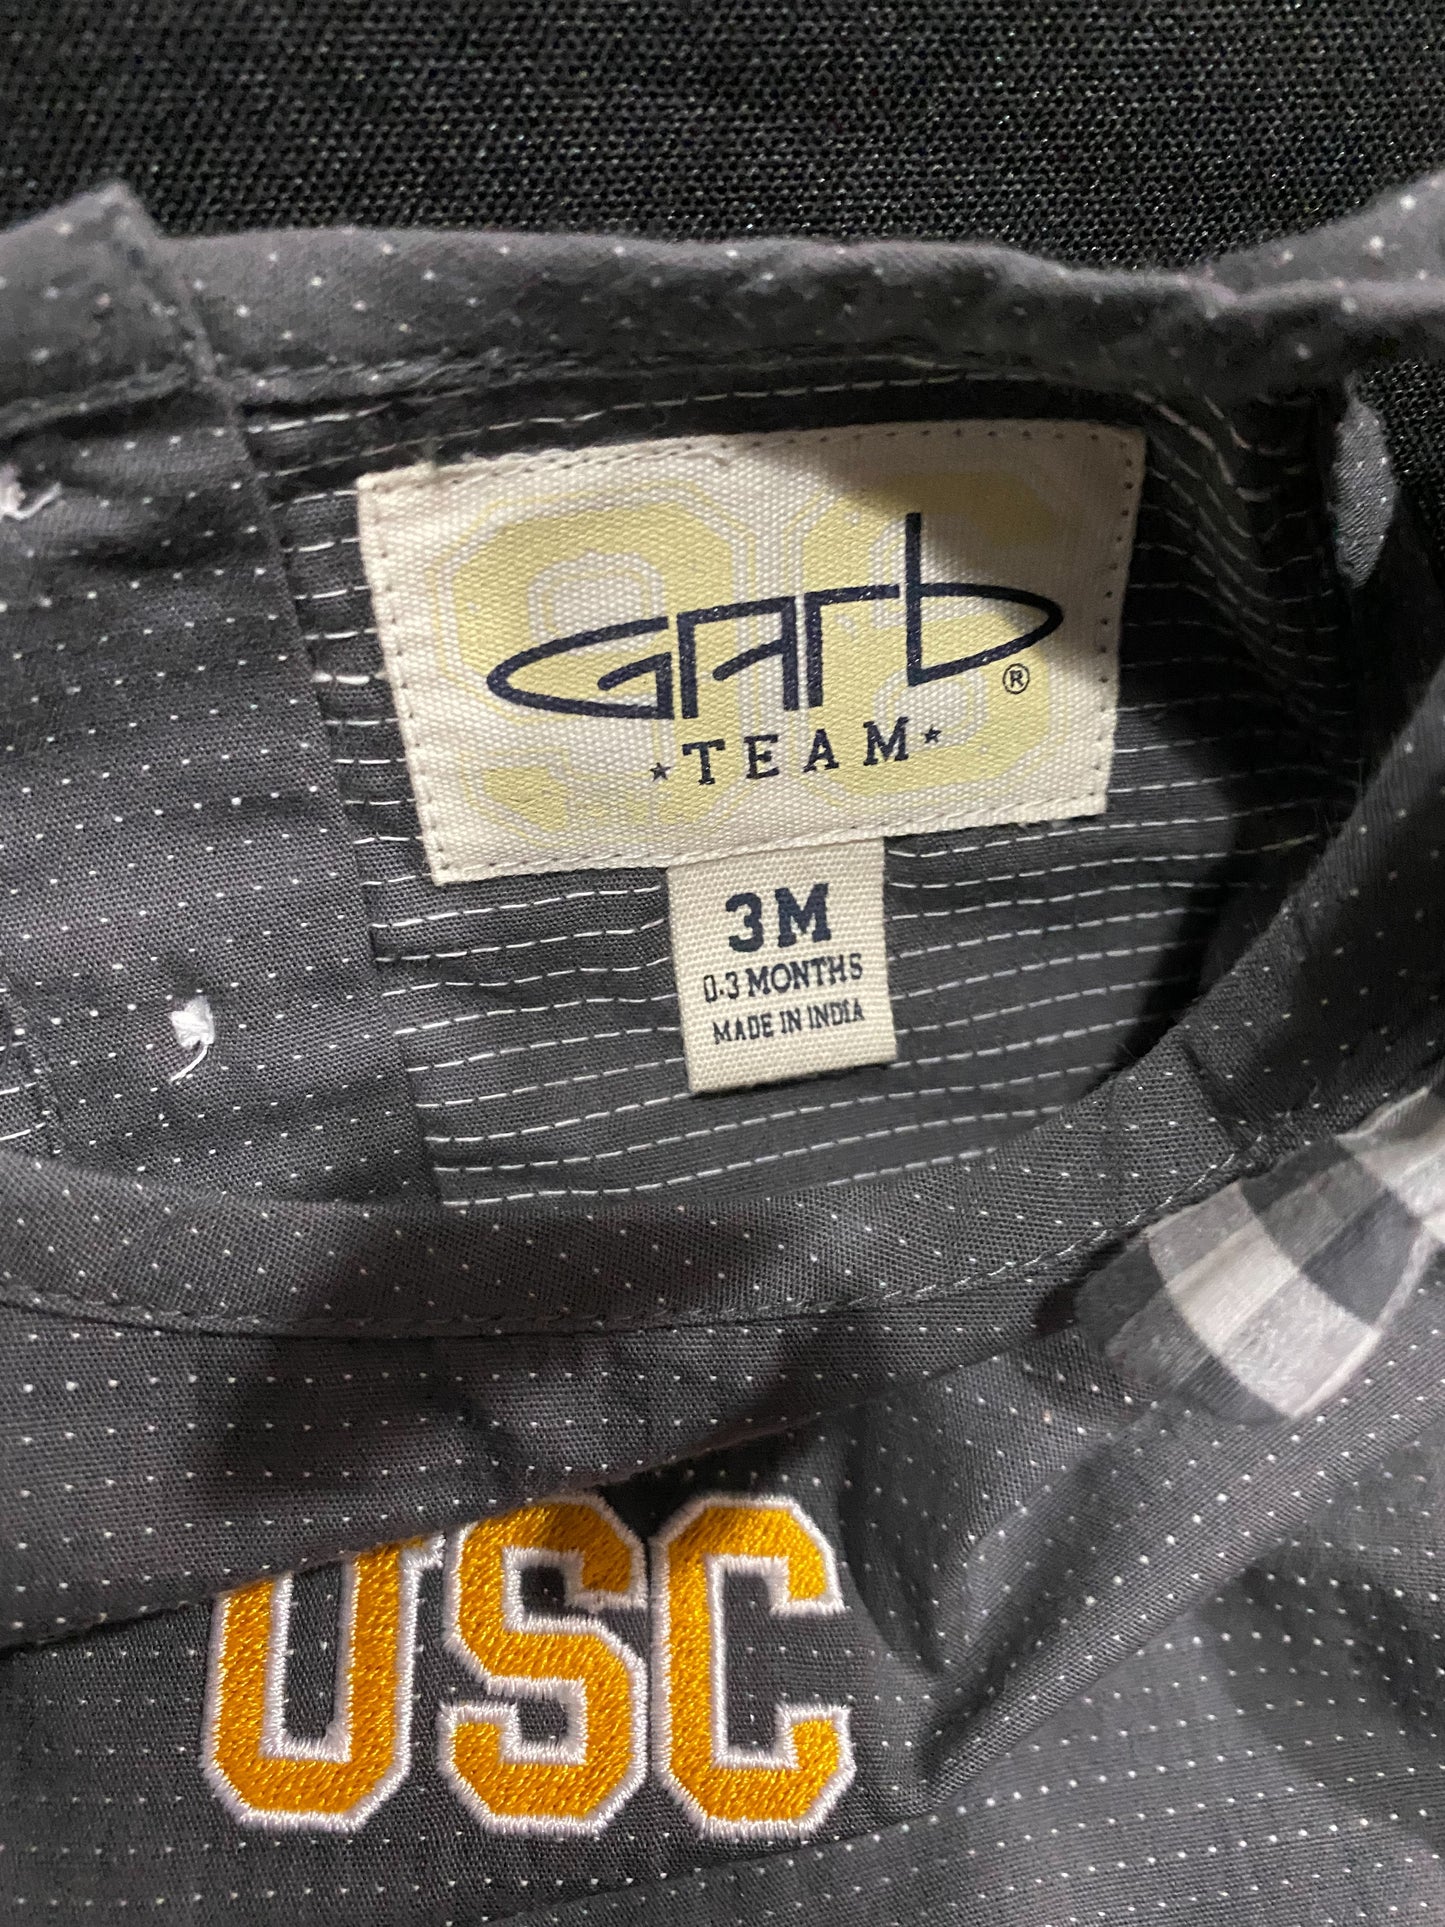 Garb®
★TEAM★
3M
0-3 MONTHS
MADE IN INDIA
USC